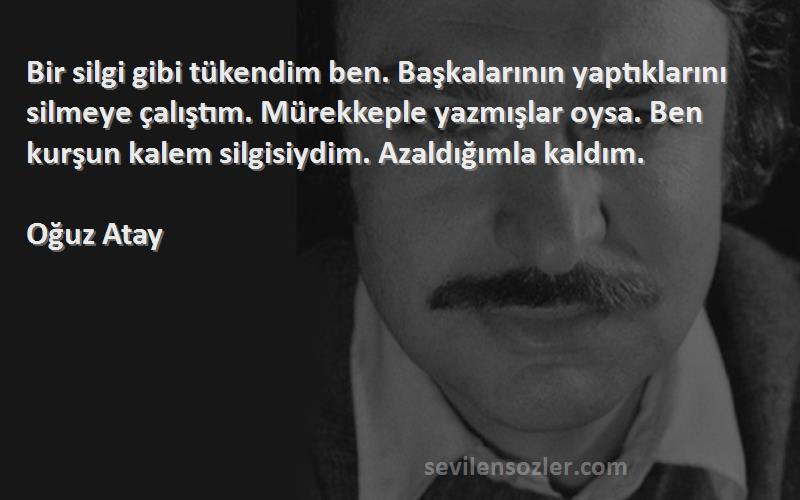 Bir silgi gibi tükendim ben. Başkalarının yaptıklarını
silmeye çalıştım. Mürekkeple yazmışlar oysa. Ben
kurşun kalem silgisiydim. Azaldığımla kaldım.
Oğuz Atay
sevilensozler.com